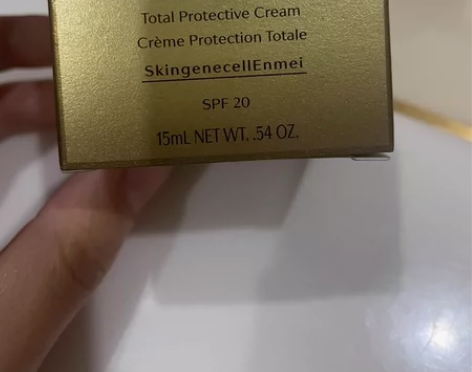 Total Protective Cream
Crème Protection Totale
SkingenecellEnmei
SPF 20
15mL NET WT. .54 OZ.